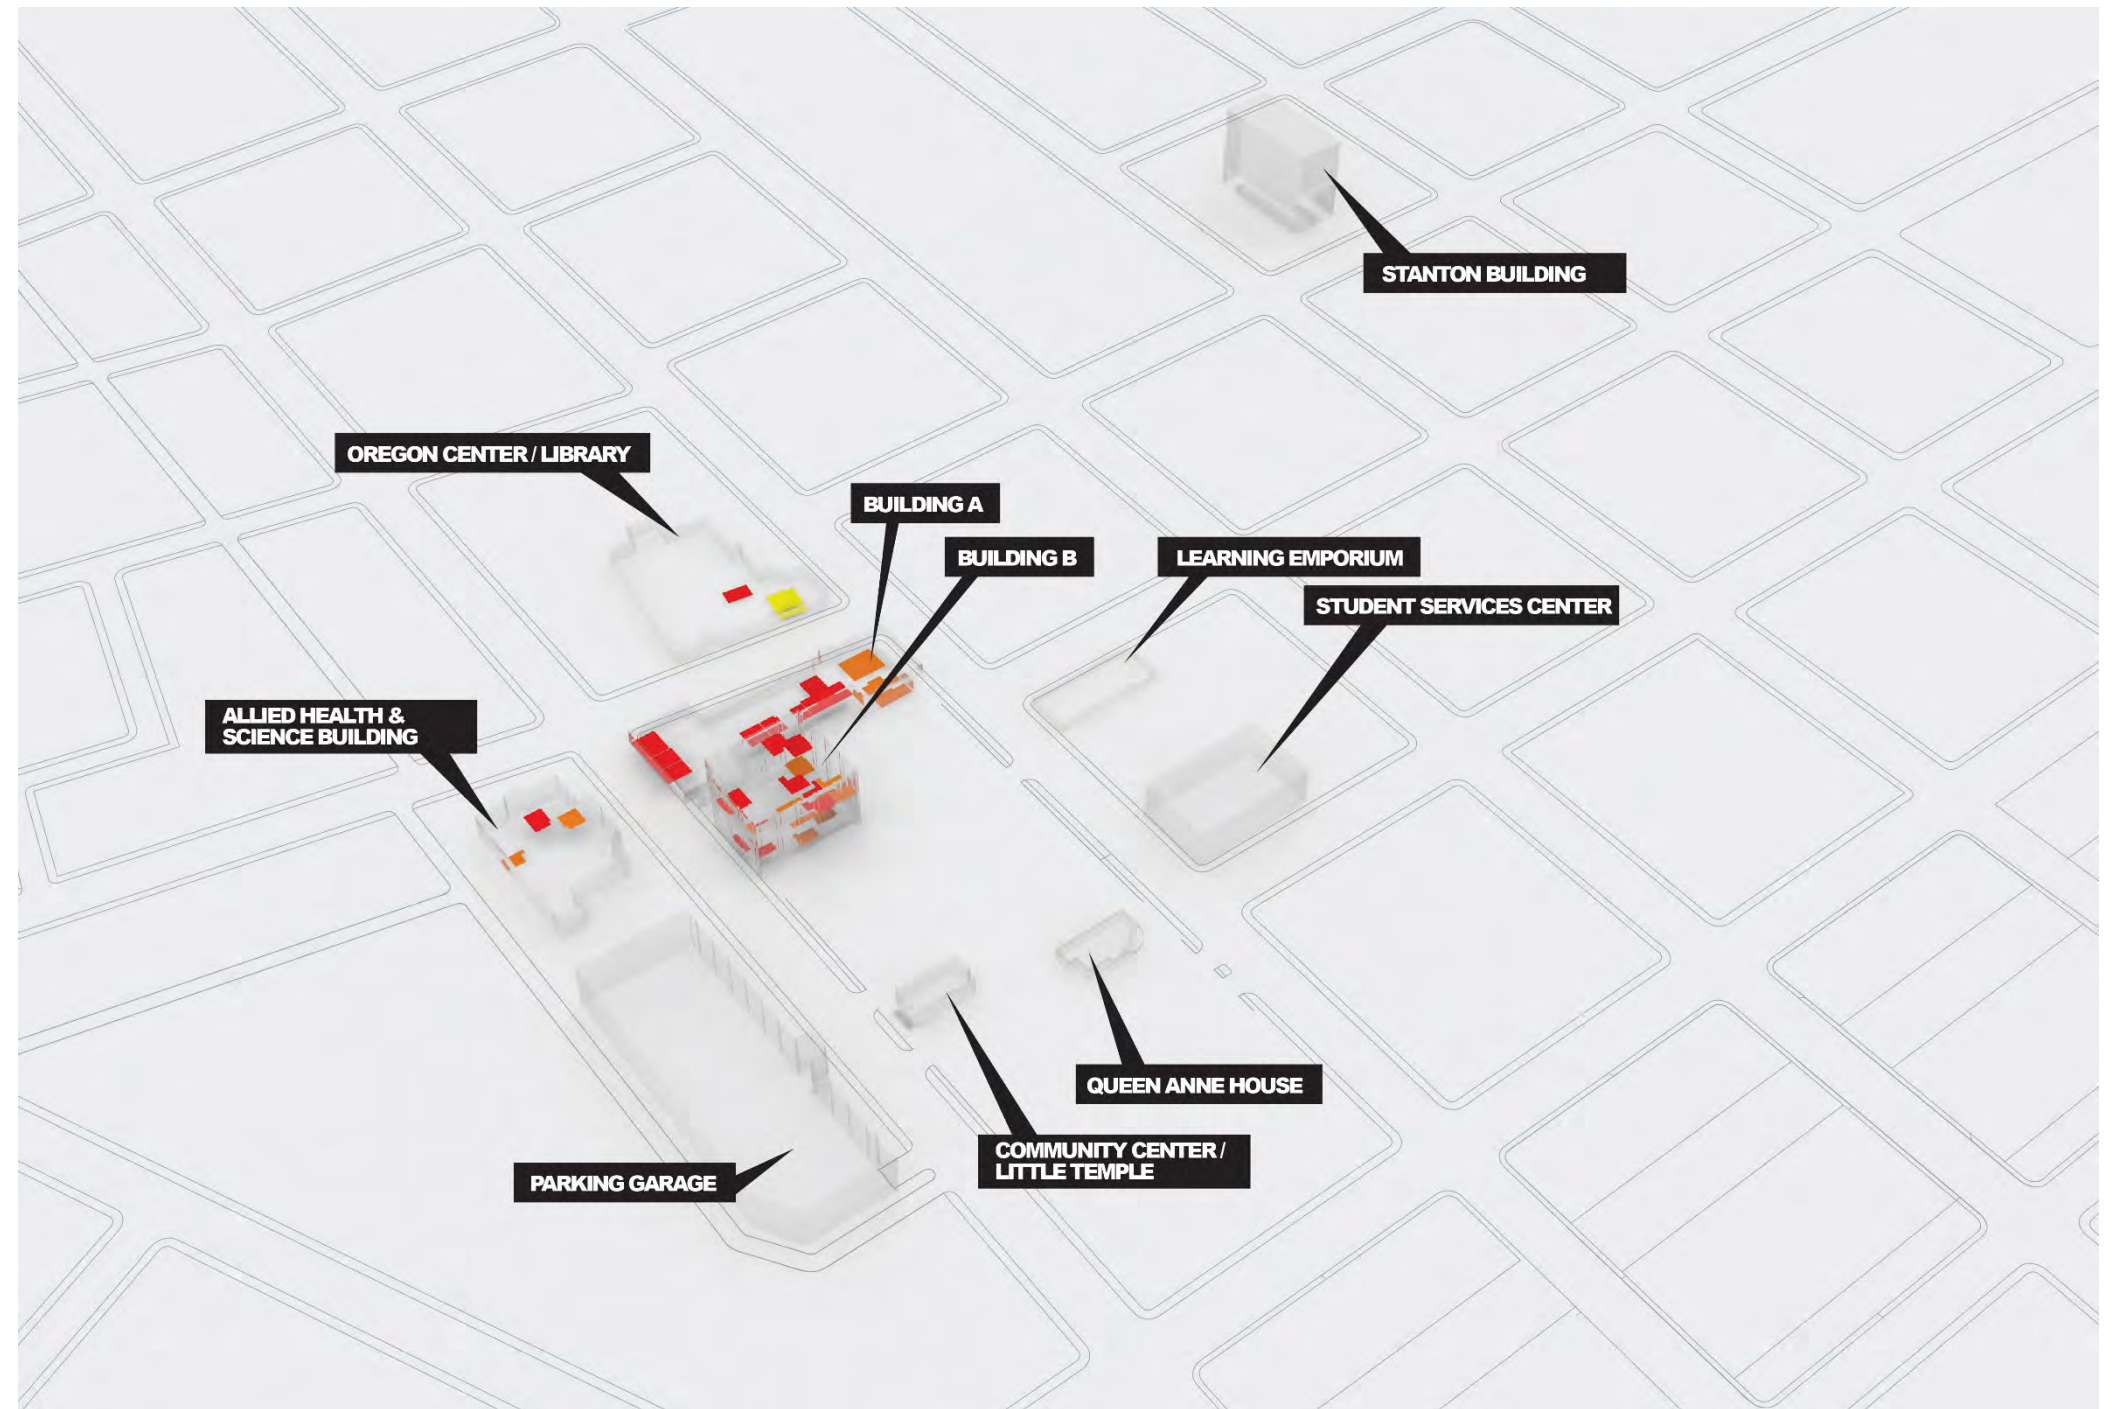 STANTON BUILDING
OREGON CENTER / LIBRARY
BUILDING A
BUILDING B
LEARNING EMPORIUM
STUDENT SERVICES CENTER
ALLIED HEALTH &
SCIENCE BUILDING
QUEEN ANNE HOUSE
COMMUNITY CENTER /
LITTLE TEMPLE
PARKING GARAGE